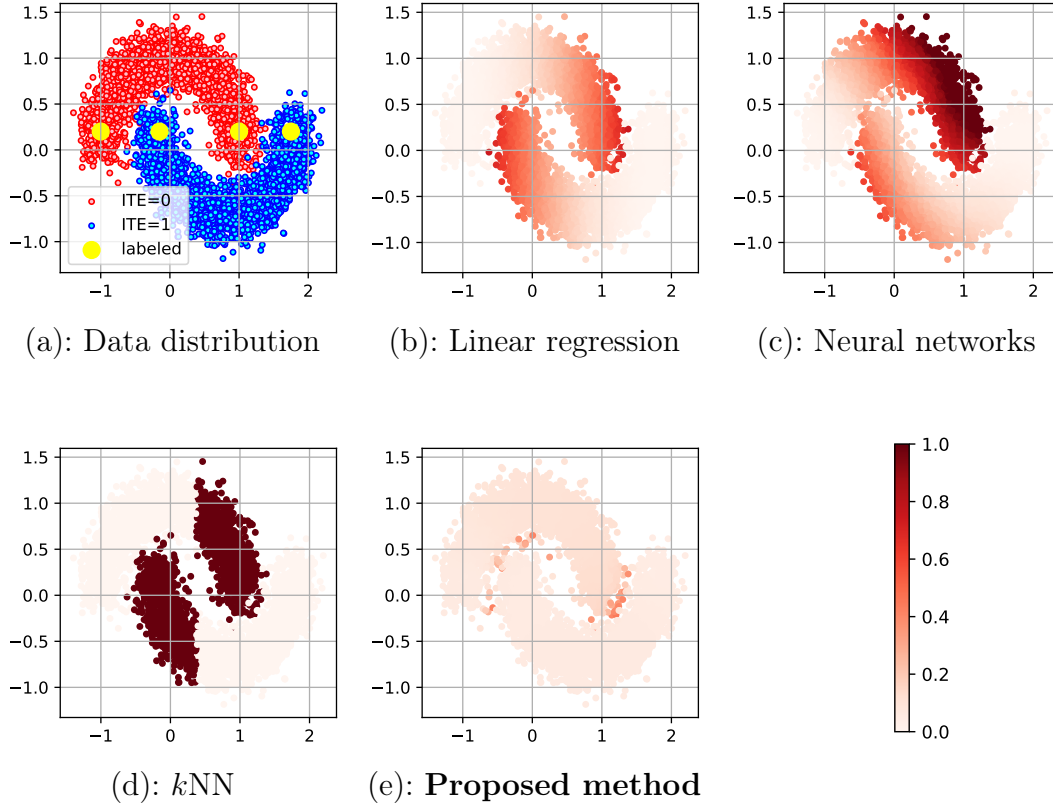 1.5
1.0
0.5
0.0
−0.5
−1.0
ITE=0
ITE=1
labeled
−1 0 1 2
(a): Data distribution
1.5
1.0
0.5
0.0
−0.5
−1.0
−1 0 1 2
(b): Linear regression
1.5
1.0
0.5
0.0
−0.5
−1.0
−1 0 1 2
(c): Neural networks
1.5
1.0
0.5
0.0
−0.5
−1.0
−1 0 1 2
(d): kNN
1.5
1.0
0.5
0.0
−0.5
−1.0
−1 0 1 2
(e): Proposed method
1.0
0.8
0.6
0.4
0.2
0.0